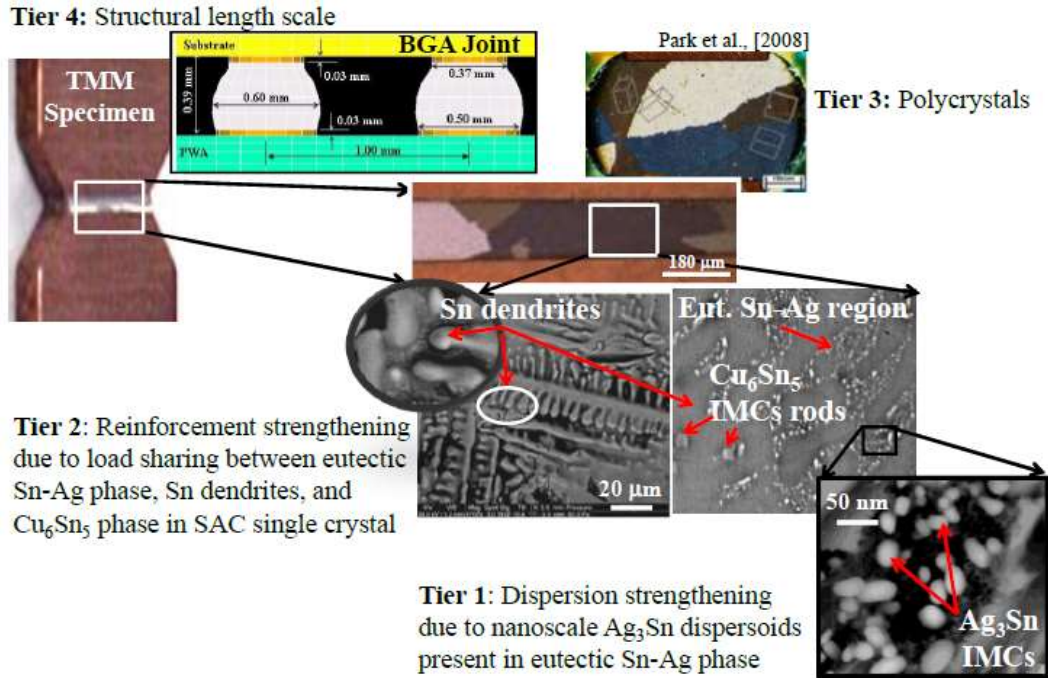 Tier 4: Structural length scale
TMM
Specimen
Substrate
BGA Joint
0.03 mm
0.37 mm
0.39 mm
0.60 mm
0.03 mm
0.50 mm
PWA
1.00 mm
Park et al., [2008]
Tier 3: Polycrystals
180 μm
Sn dendrites
Eut. Sn-Ag region
Cu₆Sn₅
IMCs rods
Tier 2: Reinforcement strengthening
due to load sharing between eutectic
Sn-Ag phase, Sn dendrites, and
Cu₆Sn₅ phase in SAC single crystal
20 μm
50 nm
Ag₃Sn
IMCs
Tier 1: Dispersion strengthening
due to nanoscale Ag₃Sn dispersoids
present in eutectic Sn-Ag phase